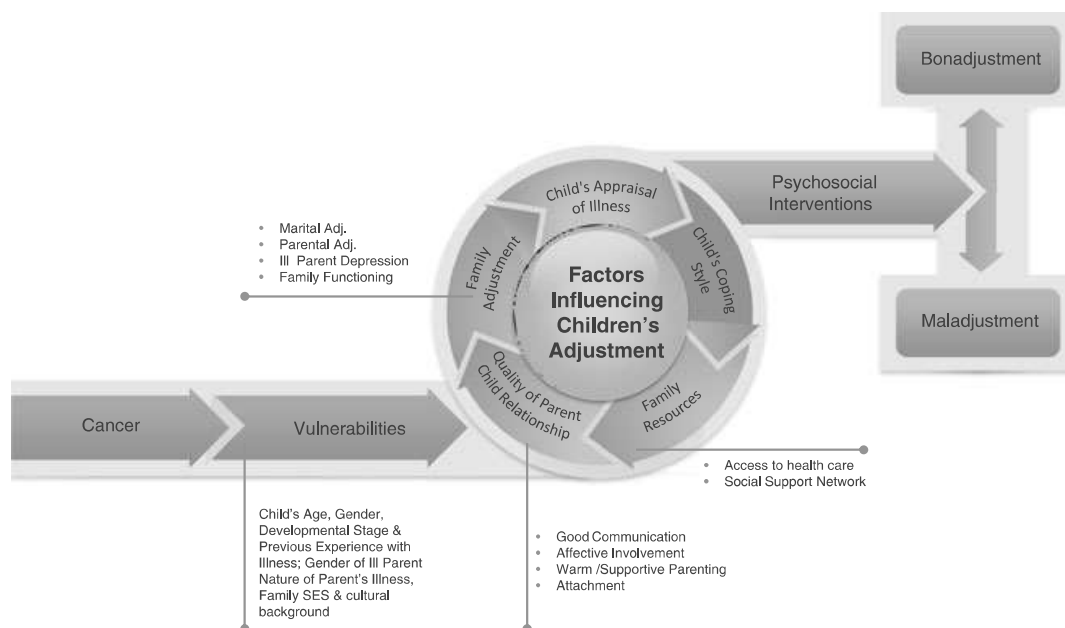 Bonadjustment
Psychosocial
Interventions
Maladjustment
Child's Appraisal
of Illness
Child's Coping
Style
Family
Resources
Quality of Parent
Child Relationship
Family
Adjustment
Factors
Influencing
Children's
Adjustment
• Marital Adj.
• Parental Adj.
• Ill Parent Depression
• Family Functioning
Cancer
Vulnerabilities
• Access to health care
• Social Support Network
Child's Age, Gender,
Developmental Stage &
Previous Experience with
Illness; Gender of Ill Parent
Nature of Parent's Illness,
Family SES & cultural
background
• Good Communication
• Affective Involvement
• Warm /Supportive Parenting
• Attachment